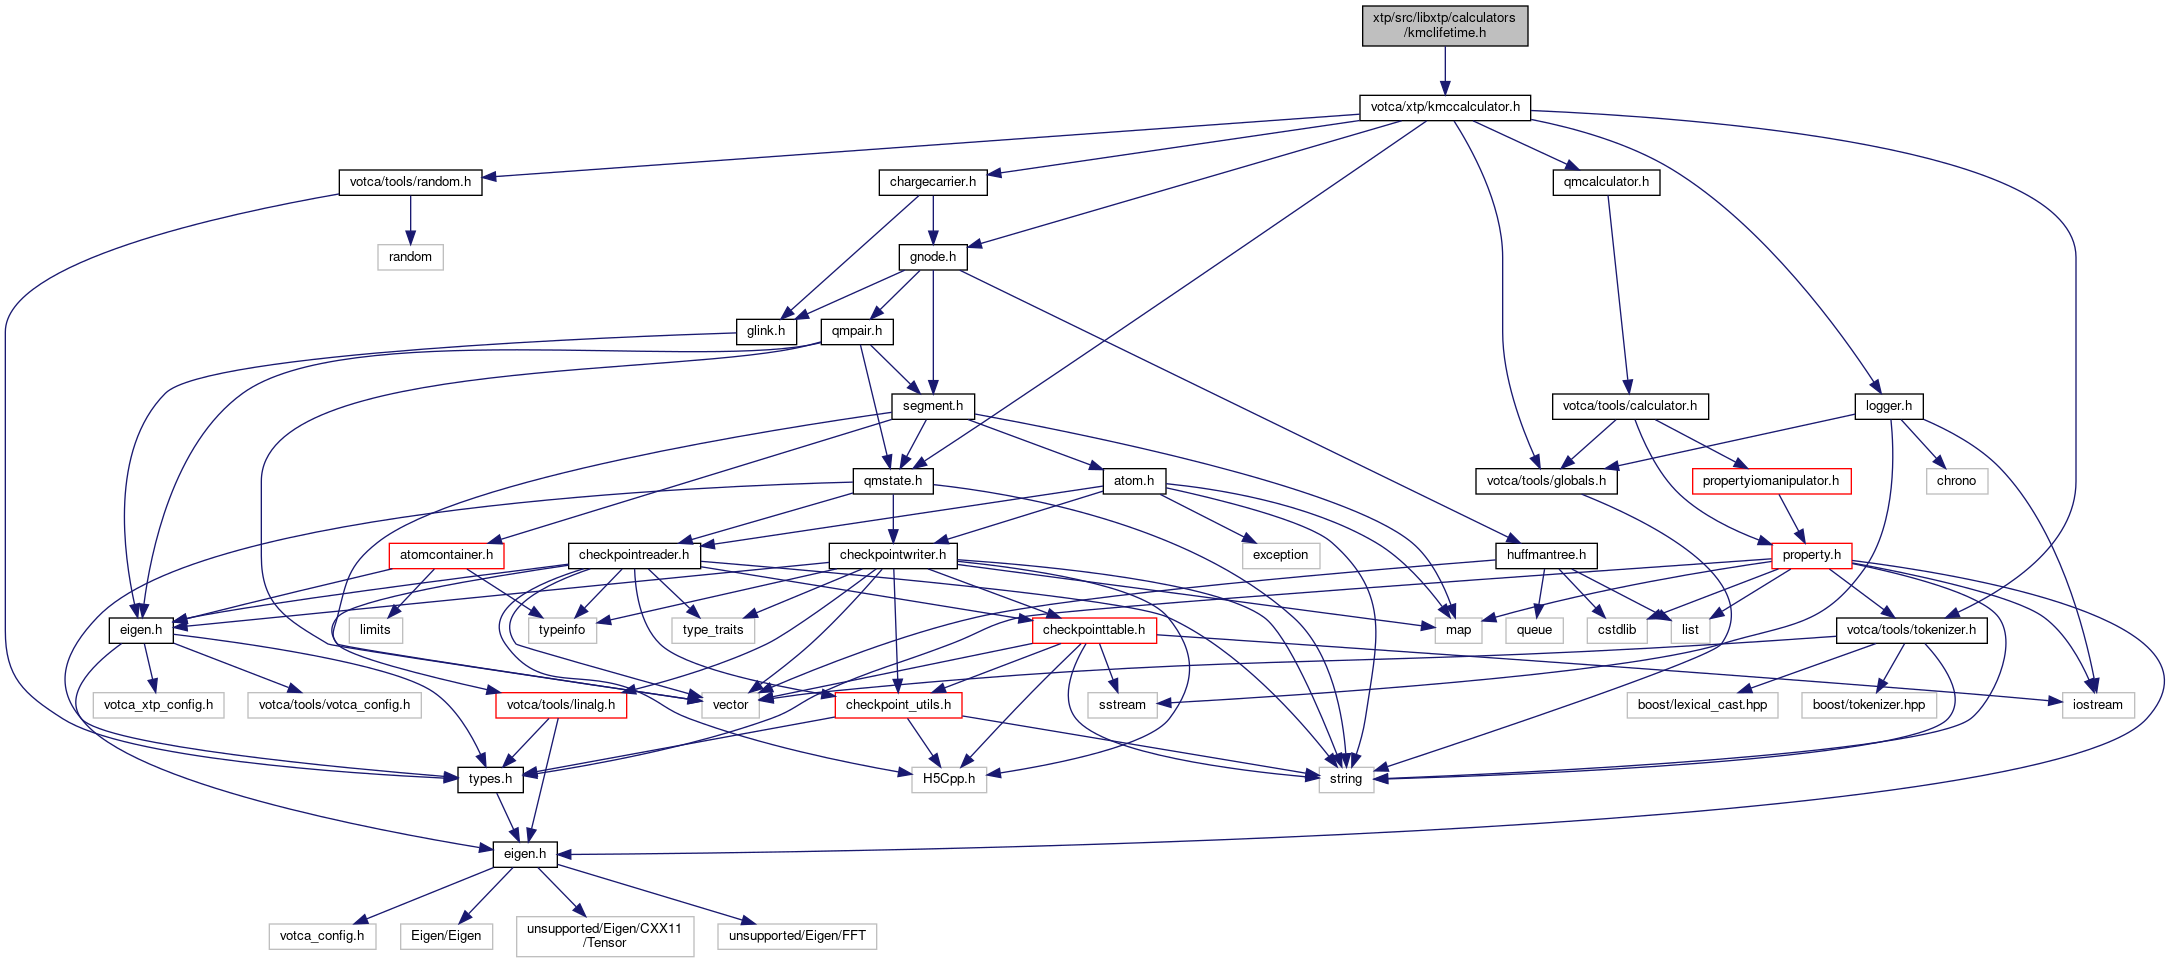 xtp/src/libxtp/calculators
/kmclifetime.h
votca/xtp/kmccalculator.h
votca/tools/random.h
chargecarrier.h
qmcalculator.h
random
gnode.h
glink.h
qmpair.h
segment.h
votca/tools/calculator.h
logger.h
qmstate.h
atom.h
votca/tools/globals.h
propertyiomanipulator.h
chrono
atomcontainer.h
checkpointreader.h
checkpointwriter.h
exception
huffmantree.h
property.h
eigen.h
limits
typeinfo
type_traits
checkpointtable.h
map
queue
cstdlib
list
votca/tools/tokenizer.h
votca_xtp_config.h
votca/tools/votca_config.h
votca/tools/linalg.h
vector
checkpoint_utils.h
sstream
boost/lexical_cast.hpp
boost/tokenizer.hpp
iostream
types.h
H5Cpp.h
string
eigen.h
votca_config.h
Eigen/Eigen
unsupported/Eigen/CXX11
/Tensor
unsupported/Eigen/FFT